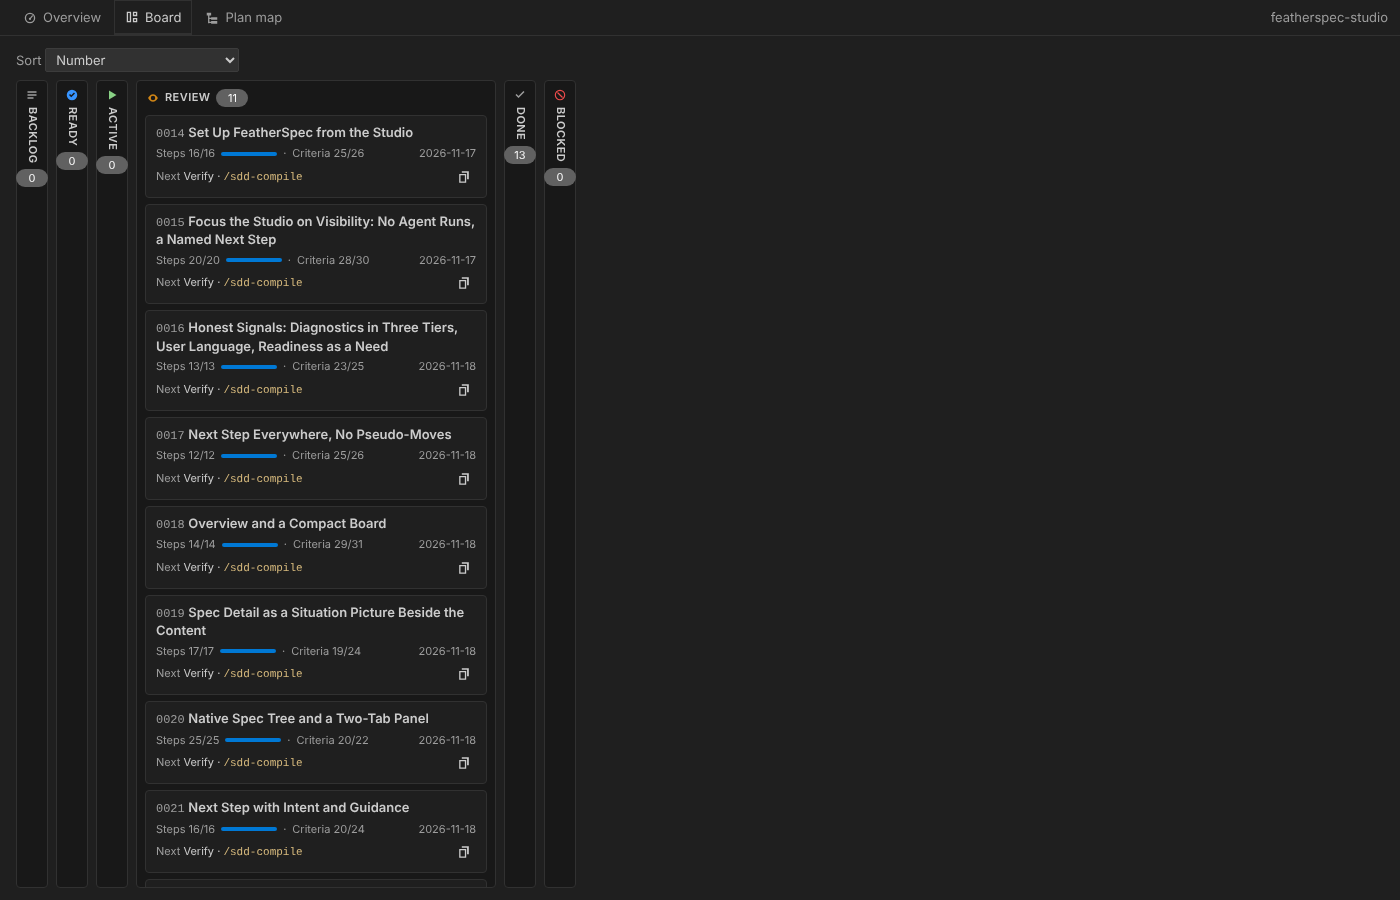 Overview
Board
Plan map
featherspec-studio
Sort
Number
BACKLOG
0
READY
0
ACTIVE
0
REVIEW 11
0014 Set Up FeatherSpec from the Studio
Steps 16/16 · Criteria 25/26 2026-11-17
Next Verify · /sdd-compile
0015 Focus the Studio on Visibility: No Agent Runs,
a Named Next Step
Steps 20/20 · Criteria 28/30 2026-11-17
Next Verify · /sdd-compile
0016 Honest Signals: Diagnostics in Three Tiers,
User Language, Readiness as a Need
Steps 13/13 · Criteria 23/25 2026-11-18
Next Verify · /sdd-compile
0017 Next Step Everywhere, No Pseudo-Moves
Steps 12/12 · Criteria 25/26 2026-11-18
Next Verify · /sdd-compile
0018 Overview and a Compact Board
Steps 14/14 · Criteria 29/31 2026-11-18
Next Verify · /sdd-compile
0019 Spec Detail as a Situation Picture Beside the
Content
Steps 17/17 · Criteria 19/24 2026-11-18
Next Verify · /sdd-compile
0020 Native Spec Tree and a Two-Tab Panel
Steps 25/25 · Criteria 20/22 2026-11-18
Next Verify · /sdd-compile
0021 Next Step with Intent and Guidance
Steps 16/16 · Criteria 20/24 2026-11-18
Next Verify · /sdd-compile
DONE
13
BLOCKED
0